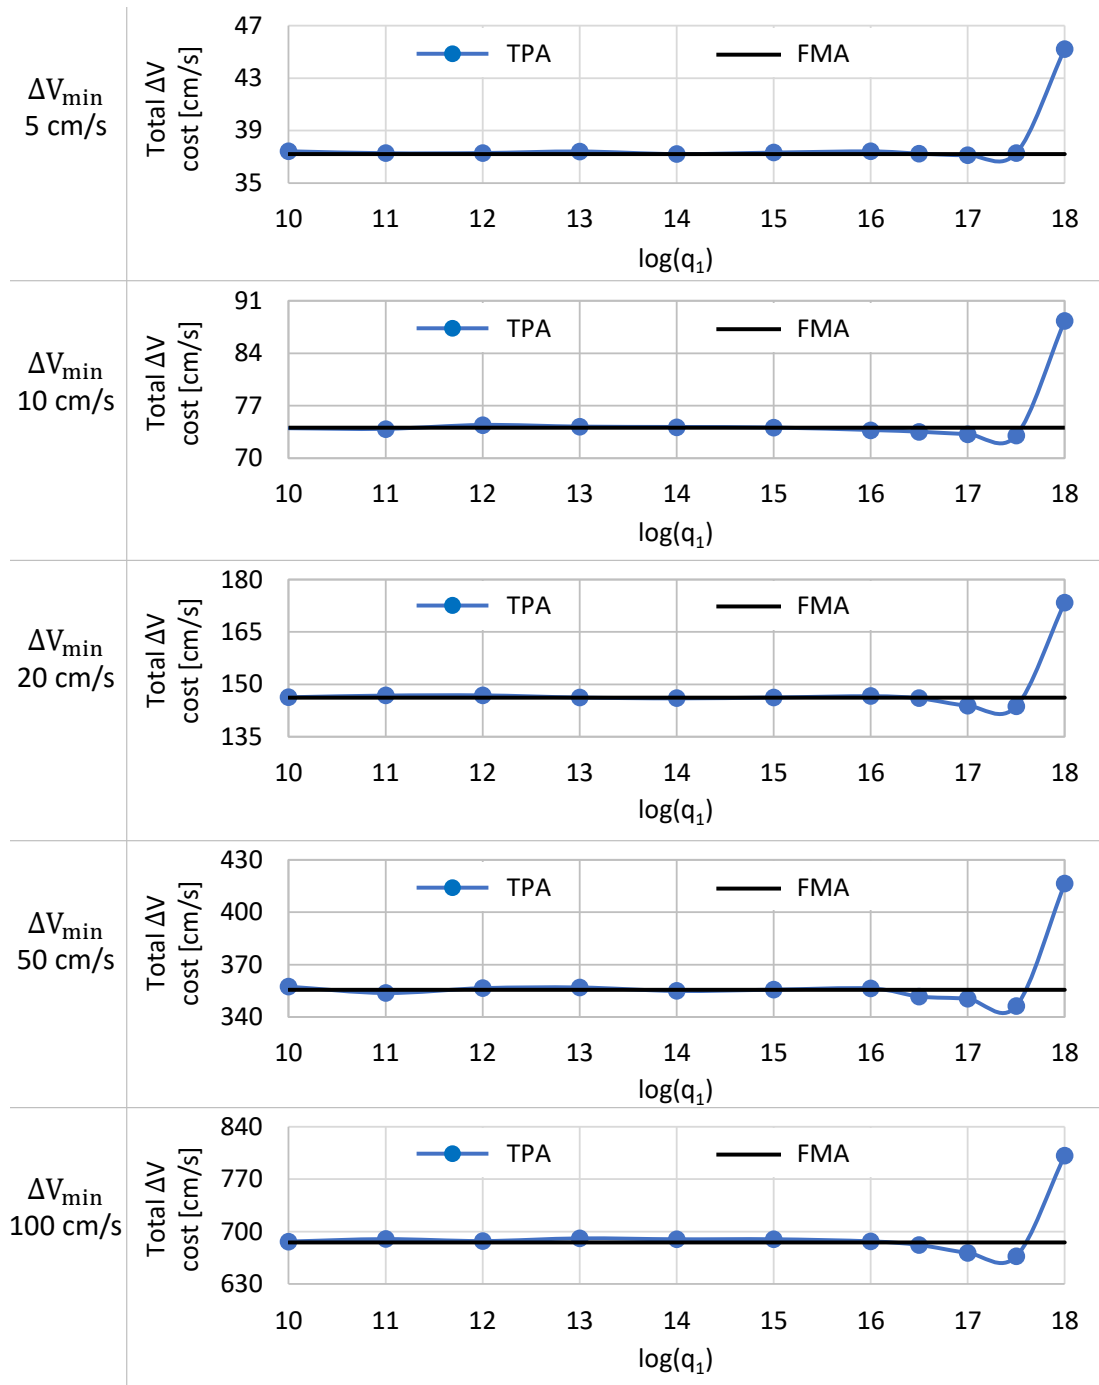 47
TPA FMA
43
ΔVmin
5 cm/s
Total ΔV
cost [cm/s]
39
35
10 11 12 13 14 15 16 17 18
log(q1)
91
TPA FMA
84
ΔVmin
10 cm/s
Total ΔV
cost [cm/s]
77
70
10 11 12 13 14 15 16 17 18
log(q1)
180
TPA FMA
165
ΔVmin
20 cm/s
Total ΔV
cost [cm/s]
150
135
10 11 12 13 14 15 16 17 18
log(q1)
430
TPA FMA
400
ΔVmin
50 cm/s
Total ΔV
cost [cm/s]
370
340
10 11 12 13 14 15 16 17 18
log(q1)
840
TPA FMA
770
ΔVmin
100 cm/s
Total ΔV
cost [cm/s]
700
630
10 11 12 13 14 15 16 17 18
log(q1)